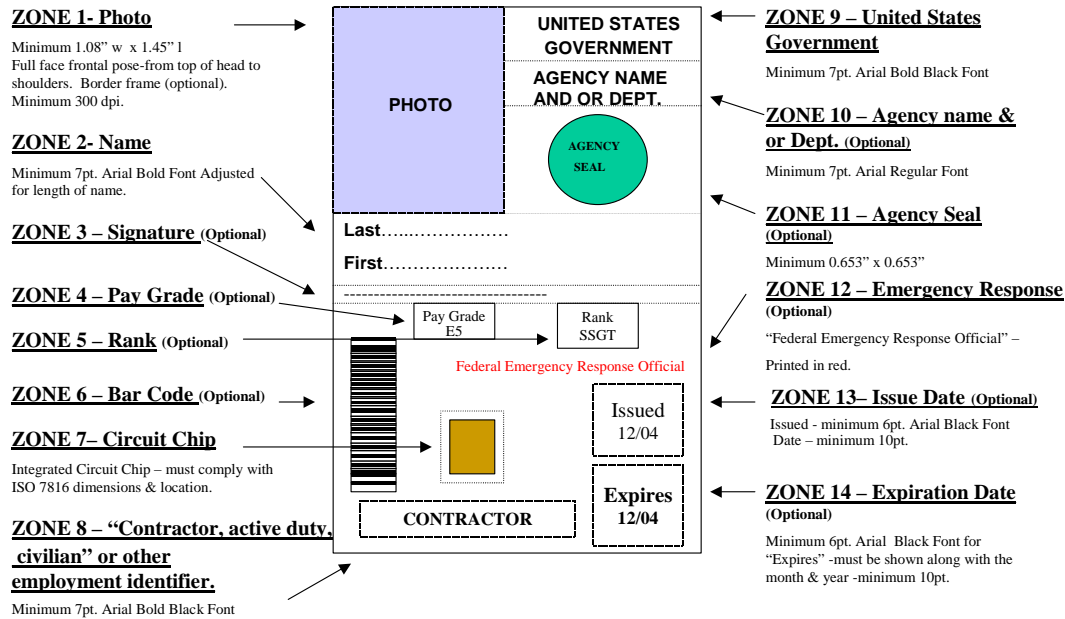 ZONE 1- Photo
Minimum 1.08” w x 1.45” l
Full face frontal pose-from top of head to
shoulders. Border frame (optional).
Minimum 300 dpi.
ZONE 2- Name
Minimum 7pt. Arial Bold Font Adjusted
for length of name.
ZONE 3 – Signature (Optional)
ZONE 4 – Pay Grade (Optional)
ZONE 5 – Rank (Optional)
ZONE 6 – Bar Code (Optional)
ZONE 7– Circuit Chip
Integrated Circuit Chip – must comply with
ISO 7816 dimensions & location.
ZONE 8 – “Contractor, active duty,
civilian” or other
employment identifier.
Minimum 7pt. Arial Bold Black Font
PHOTO
UNITED STATES
GOVERNMENT
AGENCY NAME
AND OR DEPT.
AGENCY
SEAL
Last…...……………
First………………
----------------------------------
Pay Grade
E5
Rank
SSGT
Federal Emergency Response Official
Issued
12/04
Expires
12/04
CONTRACTOR
ZONE 9 – United States
Government
Minimum 7pt. Arial Bold Black Font
ZONE 10 – Agency name &
or Dept. (Optional)
Minimum 7pt. Arial Regular Font
ZONE 11 – Agency Seal
(Optional)
Minimum 0.653” x 0.653”
ZONE 12 – Emergency Response
(Optional)
“Federal Emergency Response Official” –
Printed in red.
ZONE 13– Issue Date (Optional)
Issued - minimum 6pt. Arial Black Font
Date – minimum 10pt.
ZONE 14 – Expiration Date
(Optional)
Minimum 6pt. Arial Black Font for
“Expires” -must be shown along with the
month & year -minimum 10pt.